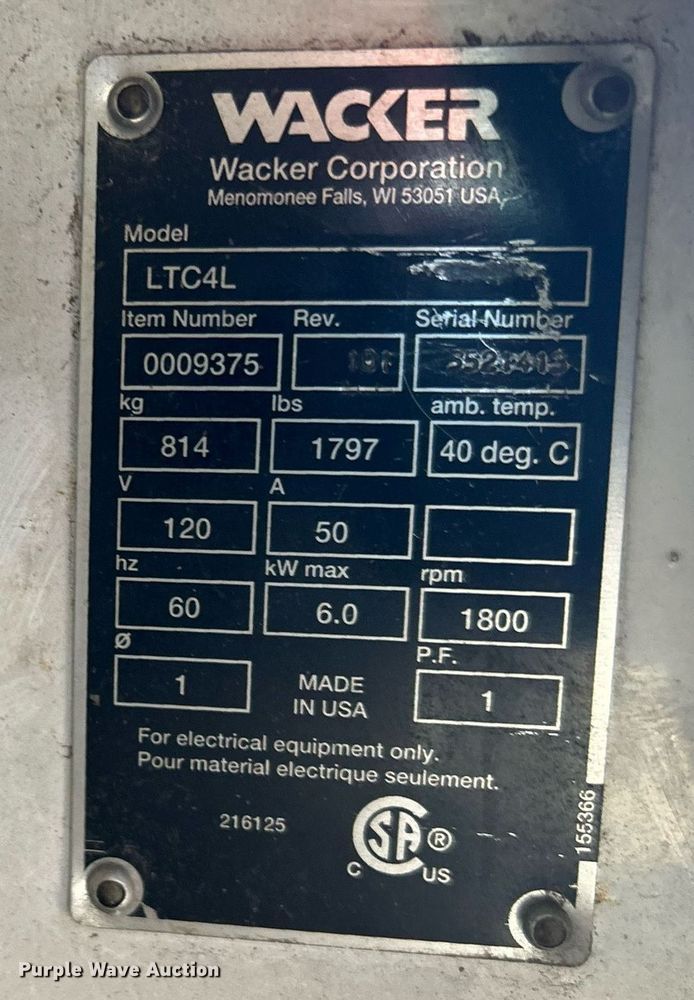 WACKER
Wacker Corporation
Menomonee Falls, WI 53051 USA
Model
LTC4L
Item Number Rev. Serial Number
0009375
kg lbs amb. temp.
814 1797 40 deg. C
V A
120 50
hz kW max rpm
60 6.0 1800
Ø P.F.
1 MADE IN USA 1
For electrical equipment only.
Pour material electrique seulement.
216125
CSA ®
C US
155366
Purple Wave Auction